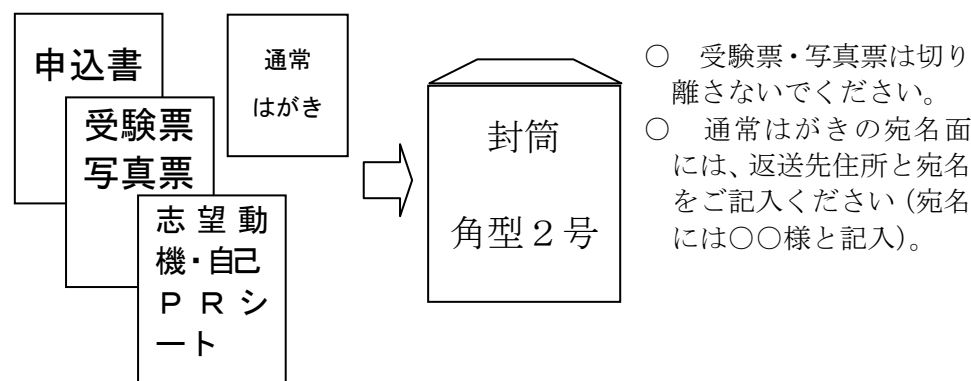 申込書
受験票
写真票
志望動
機・自己
ＰＲシ
ート
通常
はがき
封筒
角型２号
○　受験票・写真票は切り
離さないでください。
○　通常はがきの宛名面
には、返送先住所と宛名
をご記入ください（宛名
には○○様と記入）。